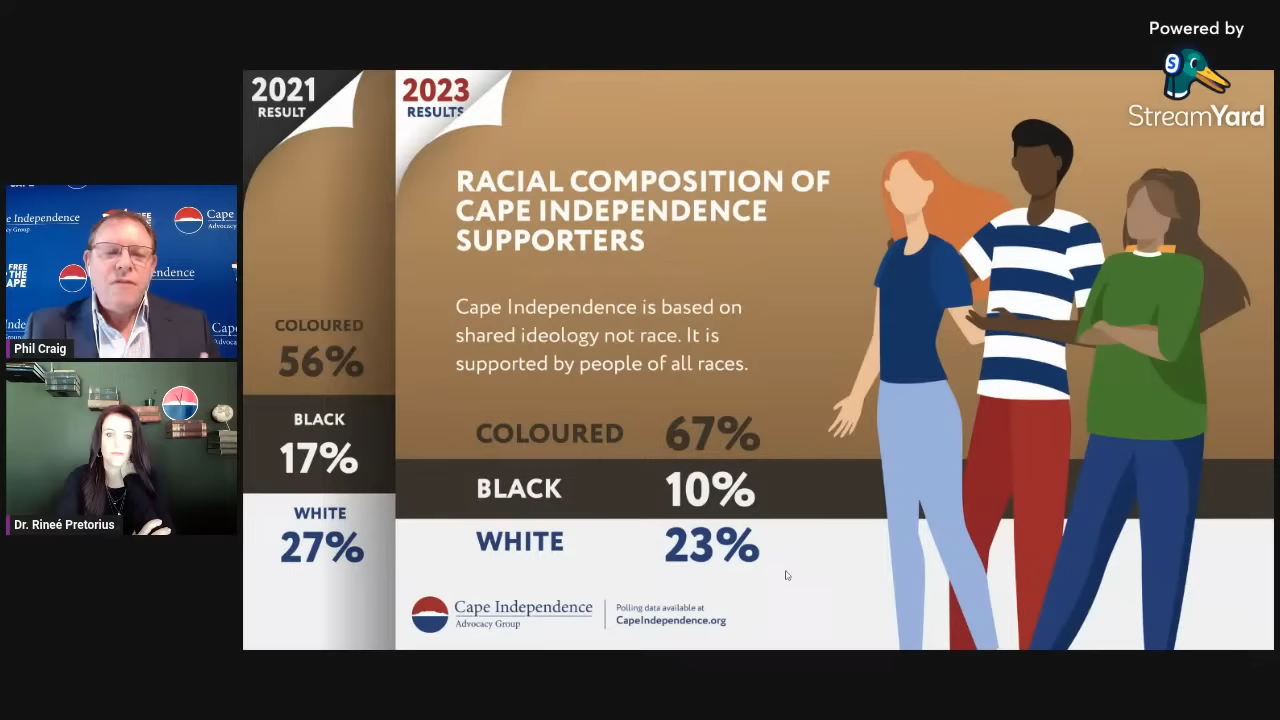 Powered by
StreamYard
2021
RESULT
COLOURED
56%
BLACK
17%
WHITE
27%
2023
RESULTS
RACIAL COMPOSITION OF
CAPE INDEPENDENCE
SUPPORTERS
Cape Independence is based on
shared ideology not race. It is
supported by people of all races.
COLOURED 67%
BLACK 10%
WHITE 23%
Cape Independence
Advocacy Group
Polling data available at
CapeIndependence.org
Phil Craig
FREE
THE
CAPE
Dr. Rineé Pretorius